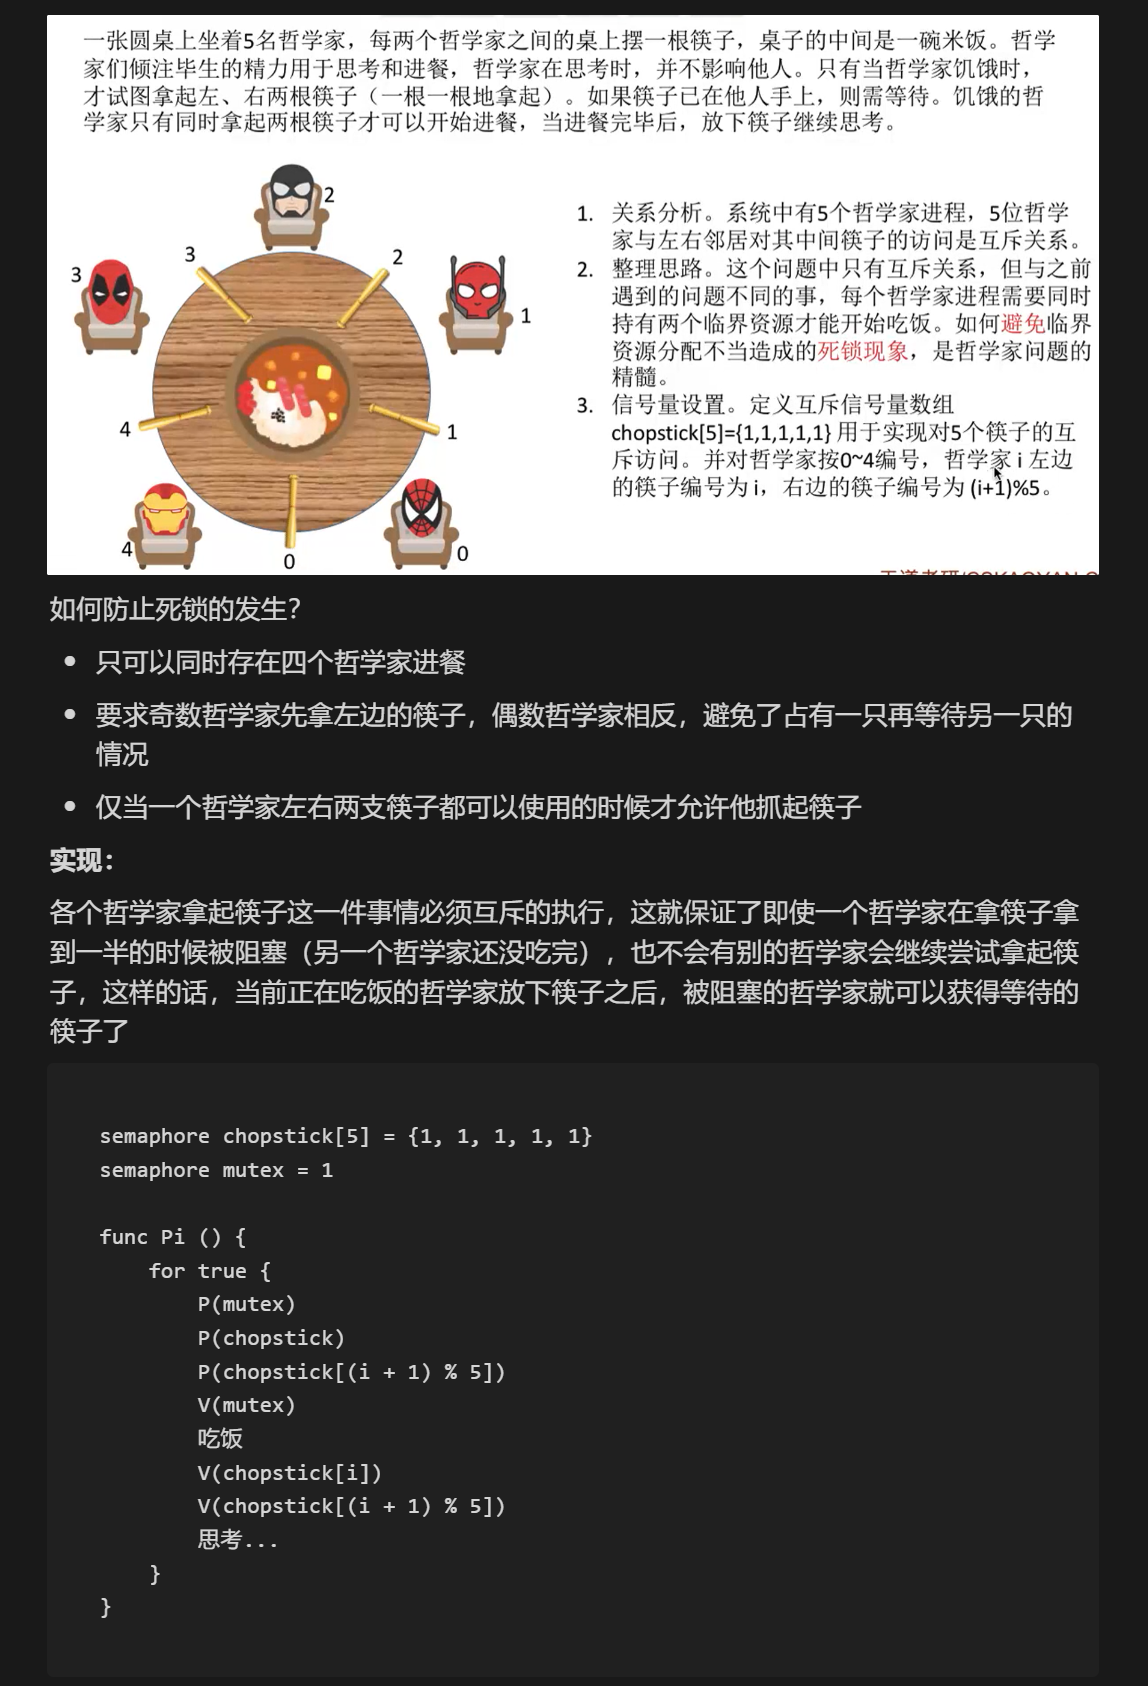 一张圆桌上坐着5名哲学家，每两个哲学家之间的桌上摆一根筷子，桌子的中间是一碗米饭。哲学
家们倾注毕生的精力用于思考和进餐，哲学家在思考时，并不影响他人。只有当哲学家饥饿时，
才试图拿起左、右两根筷子（一根一根地拿起）。如果筷子已在他人手上，则需等待。饥饿的哲
学家只有同时拿起两根筷子才可以开始进餐，当进餐完毕后，放下筷子继续思考。
2
3
2
3
1
4
1
4
0
0
1. 关系分析。系统中有5个哲学家进程，5位哲学
家与左右邻居对其中间筷子的访问是互斥关系。
2. 整理思路。这个问题中只有互斥关系，但与之前
遇到的问题不同的事，每个哲学家进程需要同时
持有两个临界资源才能开始吃饭。如何避免临界
资源分配不当造成的死锁现象，是哲学家问题的
精髓。
3. 信号量设置。定义互斥信号量数组
chopstick[5]={1,1,1,1,1} 用于实现对5个筷子的互
斥访问。并对哲学家按0~4编号，哲学家 i 左边
的筷子编号为 i，右边的筷子编号为 (i+1)%5。
如何防止死锁的发生？
• 只可以同时存在四个哲学家进餐
• 要求奇数哲学家先拿左边的筷子，偶数哲学家相反，避免了占有一只再等待另一只的
情况
• 仅当一个哲学家左右两支筷子都可以使用的时候才允许他抓起筷子
实现：
各个哲学家拿起筷子这一件事情必须互斥的执行，这就保证了即使一个哲学家在拿筷子拿
到一半的时候被阻塞（另一个哲学家还没吃完），也不会有别的哲学家会继续尝试拿起筷
子，这样的话，当前正在吃饭的哲学家放下筷子之后，被阻塞的哲学家就可以获得等待的
筷子了
semaphore chopstick[5] = {1, 1, 1, 1, 1}
semaphore mutex = 1
func Pi () {
for true {
P(mutex)
P(chopstick)
P(chopstick[(i + 1) % 5])
V(mutex)
吃饭
V(chopstick[i])
V(chopstick[(i + 1) % 5])
思考...
}
}